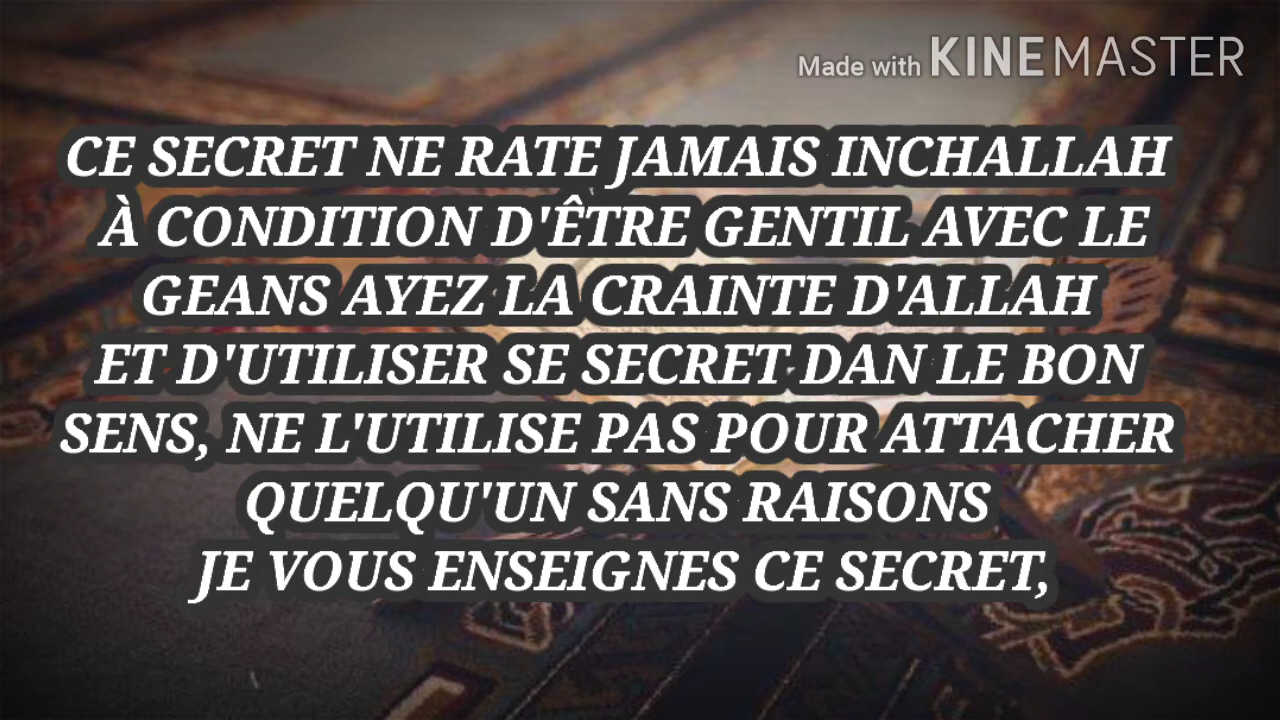 Made with KINEMASTER
CE SECRET NE RATE JAMAIS INCHALLAH
À CONDITION D'ÊTRE GENTIL AVEC LE
GEANS AYEZ LA CRAINTE D'ALLAH
ET D'UTILISER SE SECRET DAN LE BON
SENS, NE L'UTILISE PAS POUR ATTACHER
QUELQU'UN SANS RAISONS
JE VOUS ENSEIGNES CE SECRET,